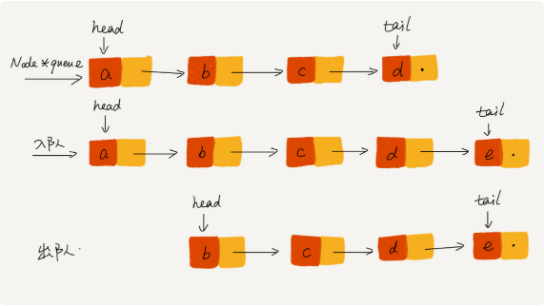 head tail
Node *queue a b c d .
head tail
入队 a b c d e .
head tail
出队. b c d e .